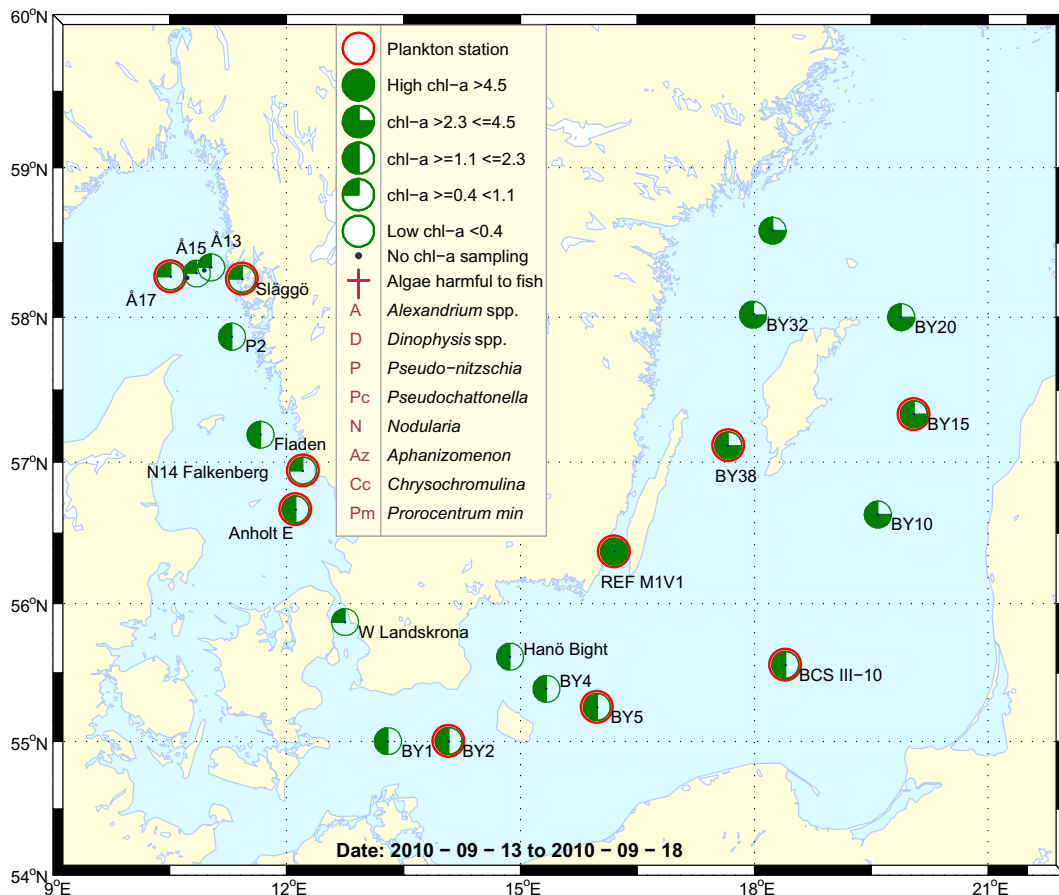 60°N
59°N
58°N
57°N
56°N
55°N
54°N
9°E
12°E
15°E
18°E
21°E
Plankton station
High chl−a >4.5
chl−a >2.3 <=4.5
chl−a >=1.1 <=2.3
chl−a >=0.4 <1.1
Low chl−a <0.4
No chl−a sampling
Algae harmful to fish
A Alexandrium spp.
D Dinophysis spp.
P Pseudo−nitzschia
Pc Pseudochattonella
N Nodularia
Az Aphanizomenon
Cc Chrysochromulina
Pm Prorocentrum min
Å15
Å13
Å17
Släggö
P2
Fladen
N14 Falkenberg
Anholt E
W Landskrona
Hanö Bight
BY4
BY5
BY1
BY2
BY32
BY20
BY15
BY38
BY10
REF M1V1
BCS III−10
Date: 2010 − 09 − 13 to 2010 − 09 − 18